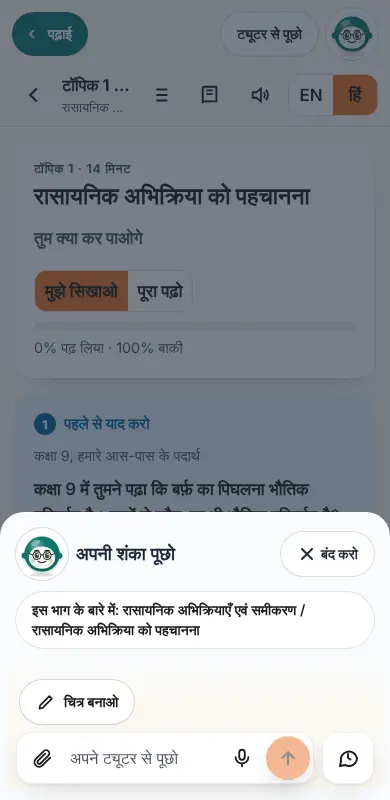 पढ़ाई
ट्यूटर से पूछो
टॉपिक 1 ...
रासायनिक ...
EN
हिं
टॉपिक 1 · 14 मिनट
रासायनिक अभिक्रिया को पहचानना
तुम क्या कर पाओगे
मुझे सिखाओ
पूरा पढ़ो
0% पढ़ लिया · 100% बाकी
1 पहले से याद करो
कक्षा 9, हमारे आस-पास के पदार्थ
कक्षा 9 में तुमने पढ़ा कि बर्फ़ का पिघलना भौतिक
अपनी शंका पूछो
बंद करो
इस भाग के बारे में: रासायनिक अभिक्रियाएँ एवं समीकरण /
रासायनिक अभिक्रिया को पहचानना
चित्र बनाओ
अपने ट्यूटर से पूछो